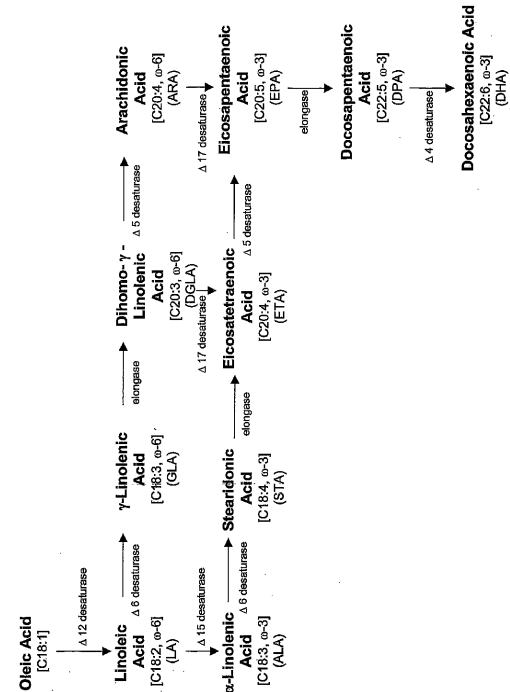 Oleic Acid
[C18:1]
Δ 12 desaturase
Linoleic
Acid
[C18:2, ω-6]
(LA)
Δ 6 desaturase
γ-Linolenic
Acid
[C18:3, ω-6]
(GLA)
elongase
Dihomo- γ -
Linolenic
Acid
[C20:3, ω-6]
(DGLA)
Δ 5 desaturase
Arachidonic
Acid
[C20:4, ω-6]
(ARA)
Δ 15 desaturase
Δ 17 desaturase
Δ 17 desaturase
α-Linolenic
Acid
[C18:3, ω-3]
(ALA)
Δ 6 desaturase
Stearidonic
Acid
[C18:4, ω-3]
(STA)
elongase
Eicosatetraenoic
Acid
[C20:4, ω-3]
(ETA)
Δ 5 desaturase
Eicosapentaenoic
Acid
[C20:5, ω-3]
(EPA)
elongase
Docosapentaenoic
Acid
[C22:5, ω-3]
(DPA)
Δ 4 desaturase
Docosahexaenoic Acid
[C22:6, ω-3]
(DHA)